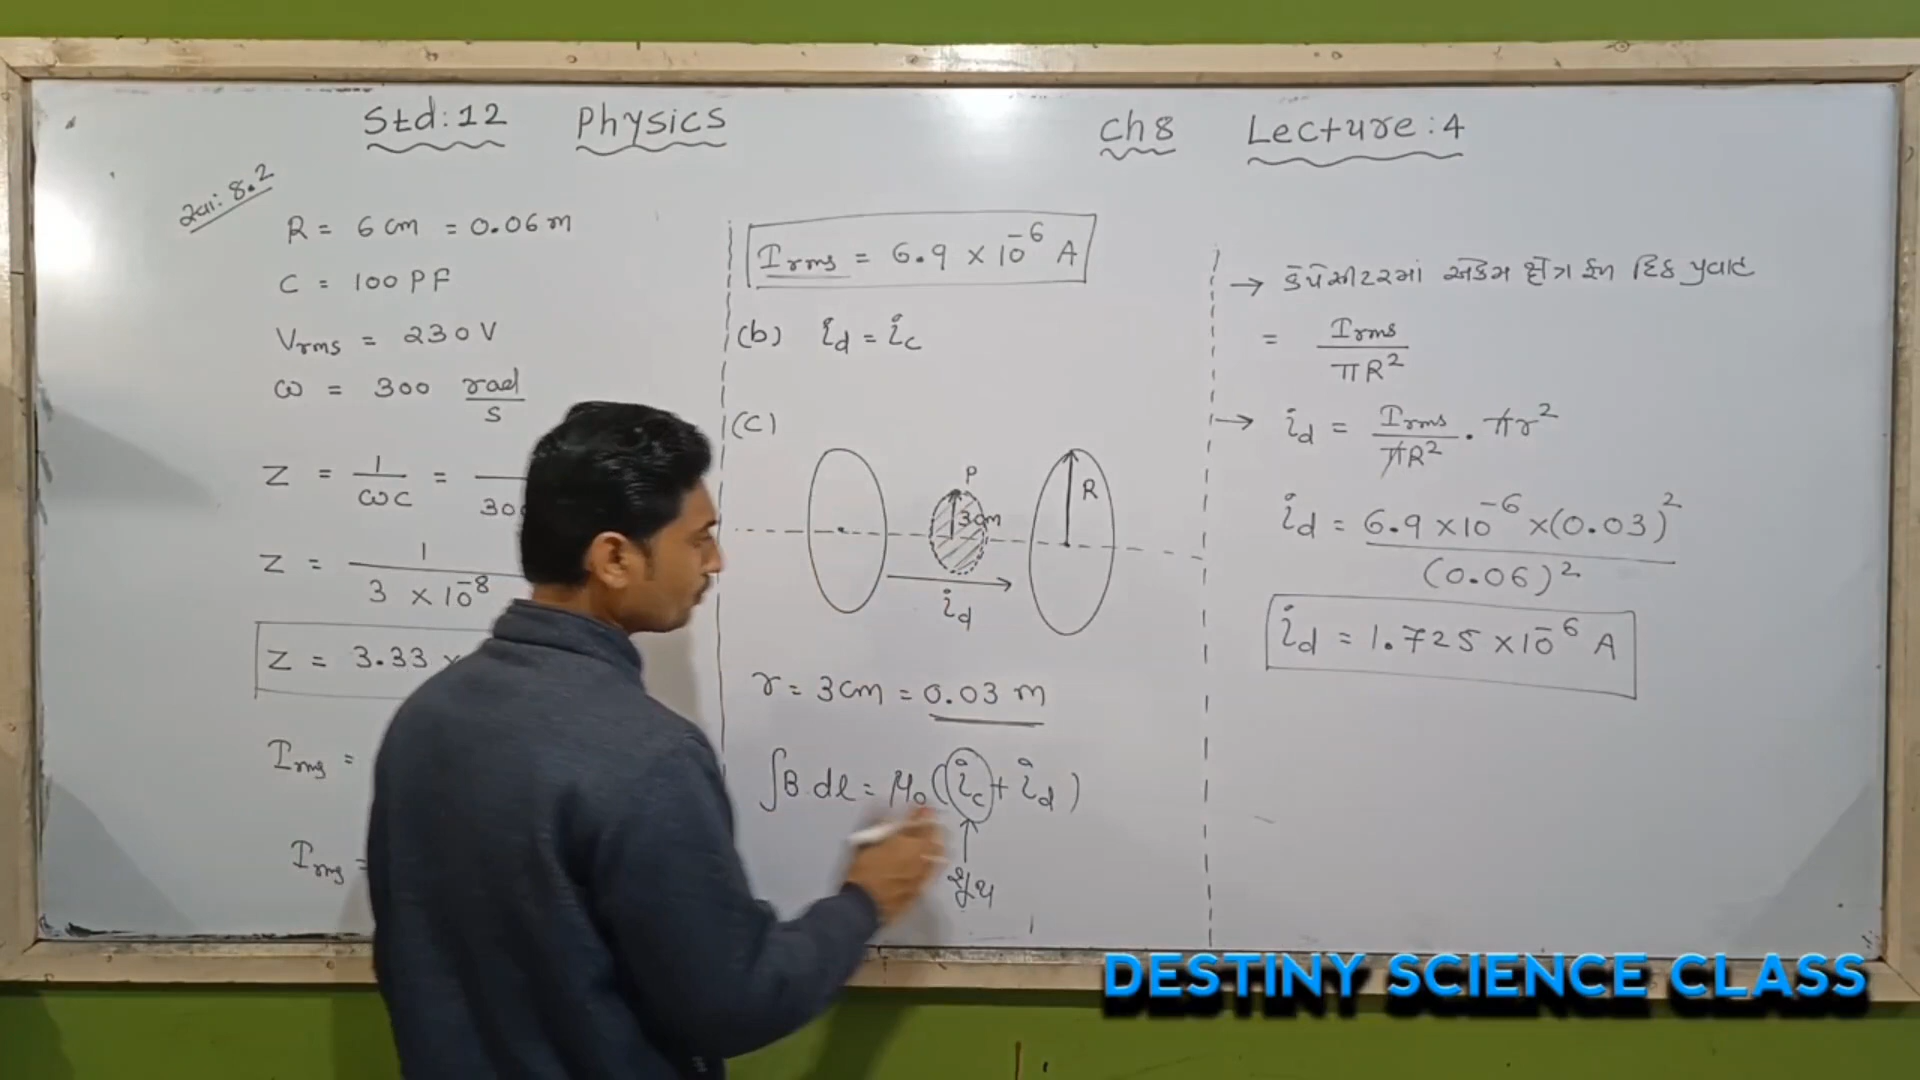 Std:12 Physics Ch8 Lecture:4
8.2
R = 6 cm = 0.06 m
C = 100 PF
Vrms = 230 V
ω = 300 rad/s
Z = 1/ωC =
Z = 1/3 × 10⁻⁸
Z = 3.33 ×
Irms =
Irms =
Irms = 6.9 × 10⁻⁶ A
(b) id = ic
(c)
P
3cm
R
id
r = 3cm = 0.03 m
∫B.dl = μ0 (ic + id)
→ કેપેસીટરમાં એકમ ક્ષેત્ર દીઠ પ્રવાહ
= Irms/πR²
→ id = Irms/πR² . πr²
id = 6.9 × 10⁻⁶ × (0.03)²/(0.06)²
id = 1.725 × 10⁻⁶ A
DESTINY SCIENCE CLASS